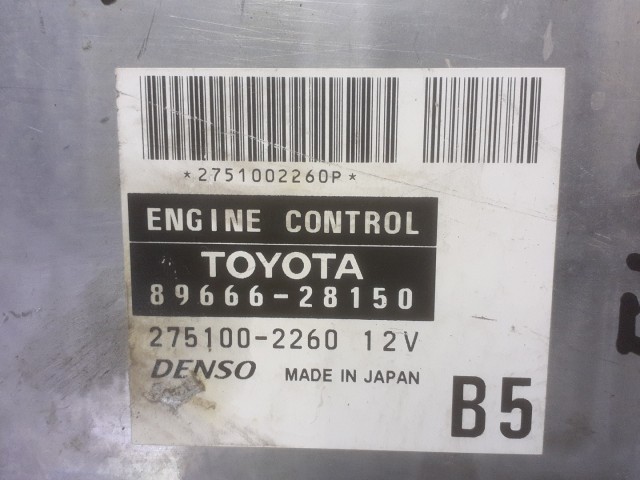 *2751002260P*
ENGINE CONTROL
TOYOTA
89666-28150
275100-2260 12V
DENSO MADE IN JAPAN
B5